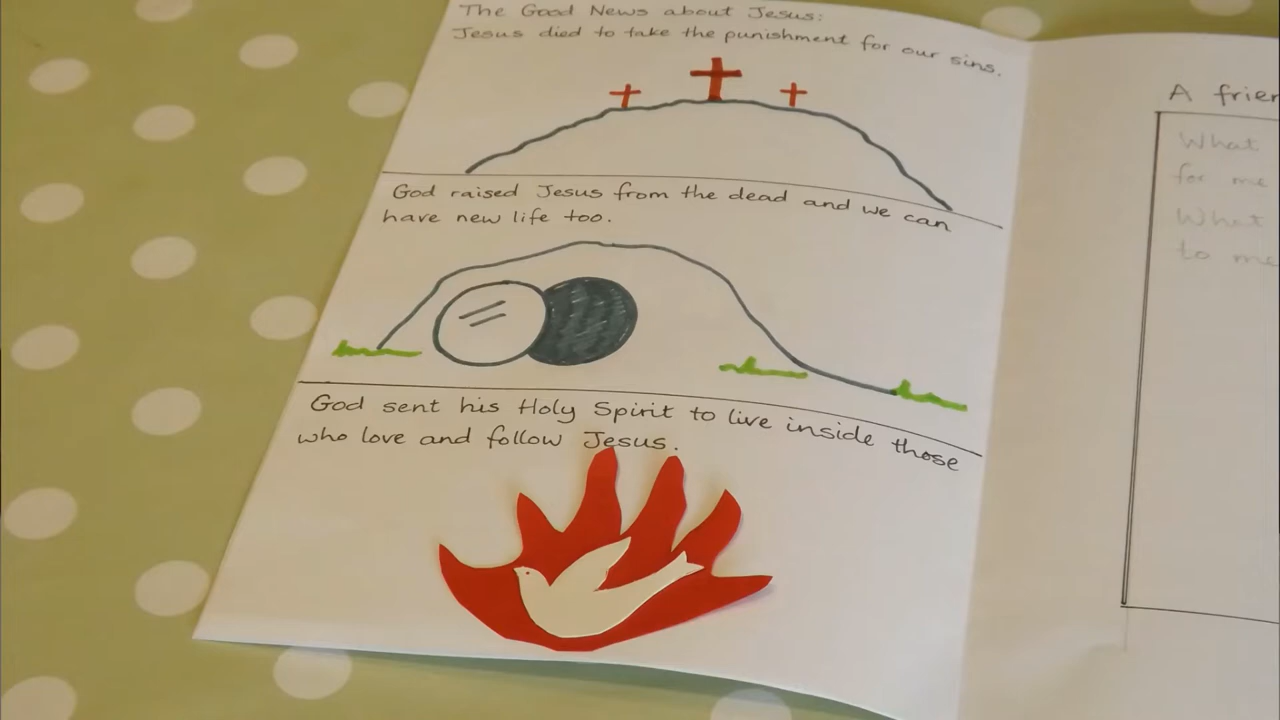 The Good News about Jesus:
Jesus died to take the punishment for our sins.
God raised Jesus from the dead and we can
have new life too.
God sent his Holy Spirit to live inside those
who love and follow Jesus.
A frien
What
for me
What
to me